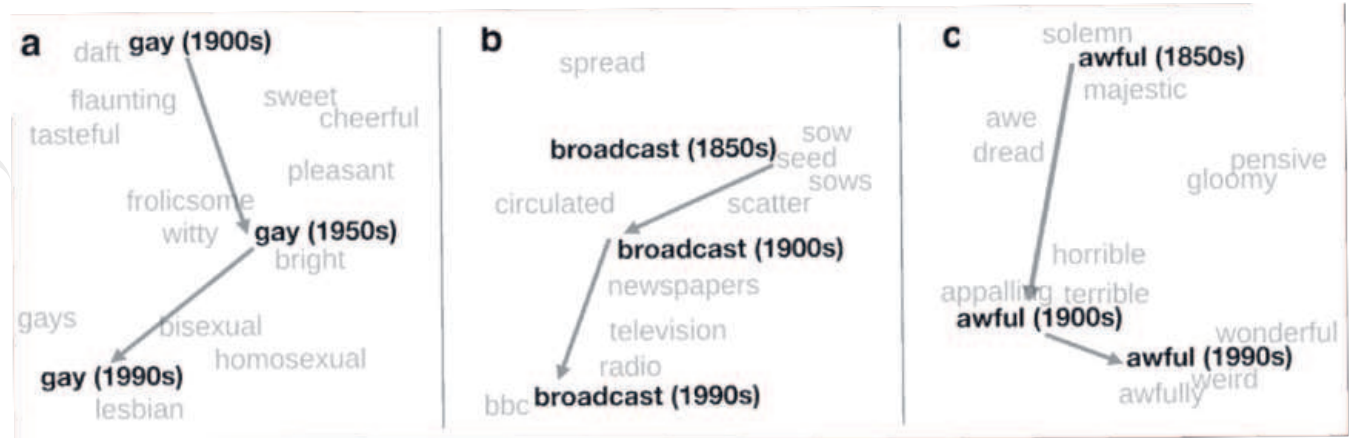 a
daft gay (1900s)
flaunting
sweet
tasteful
cheerful
pleasant
frolicsome
witty
gay (1950s)
bright
gays
bisexual
homosexual
gay (1990s)
lesbian
b
spread
sow
broadcast (1850s)
seed
sows
circulated
scatter
broadcast (1900s)
newspapers
television
radio
bbc broadcast (1990s)
c
solemn
awful (1850s)
majestic
awe
dread
pensive
gloomy
horrible
appalling terrible
awful (1900s)
wonderful
awful (1990s)
weird
awfully